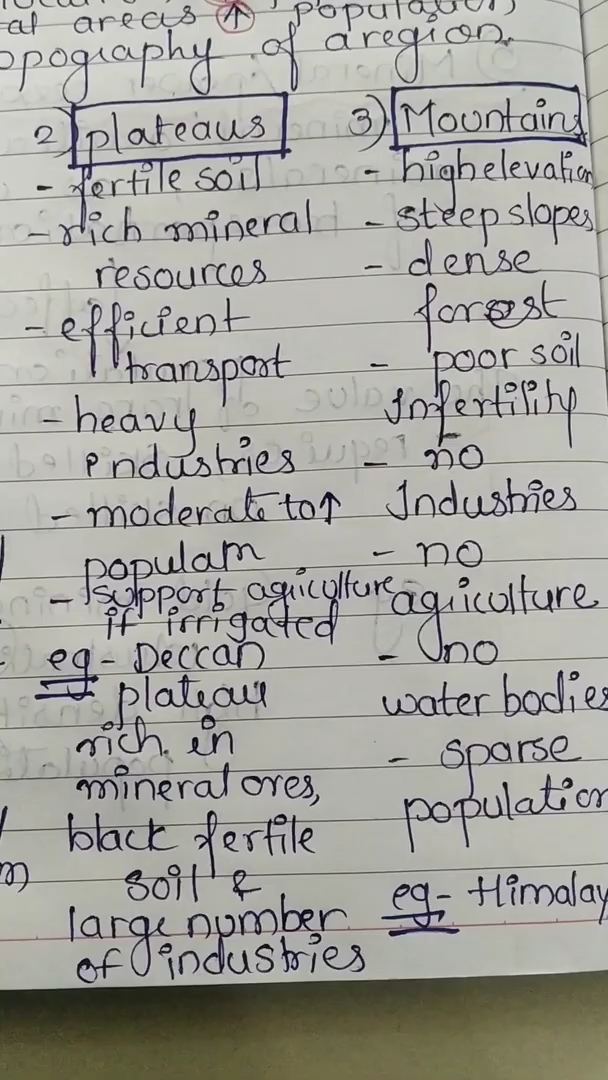 al areas ↑ population
opography of a region.
2) plateaus
- fertile soil
- rich mineral
resources
- efficient
transport
- heavy
industries
- moderate to ↑
populam
- support agriculture
if irrigated
eg - Deccan
plateau
rich in
mineral ores,
black fertile
soil &
large number
of industries
3) Mountains
- high elevation
- steep slopes
- dense
forest
- poor soil
Infertility
- no
Industries
- no
agriculture
- no
water bodies
- sparse
population
eg - Himalay